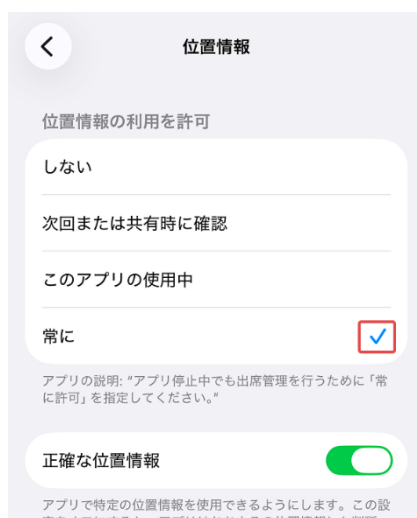 位置情報
位置情報の利用を許可
しない
次回または共有時に確認
このアプリの使用中
常に
アプリの説明: "アプリ停止中でも出席管理を行うために「常
に許可」を指定してください。"
正確な位置情報
アプリで特定の位置情報を使用できるようにします。この設